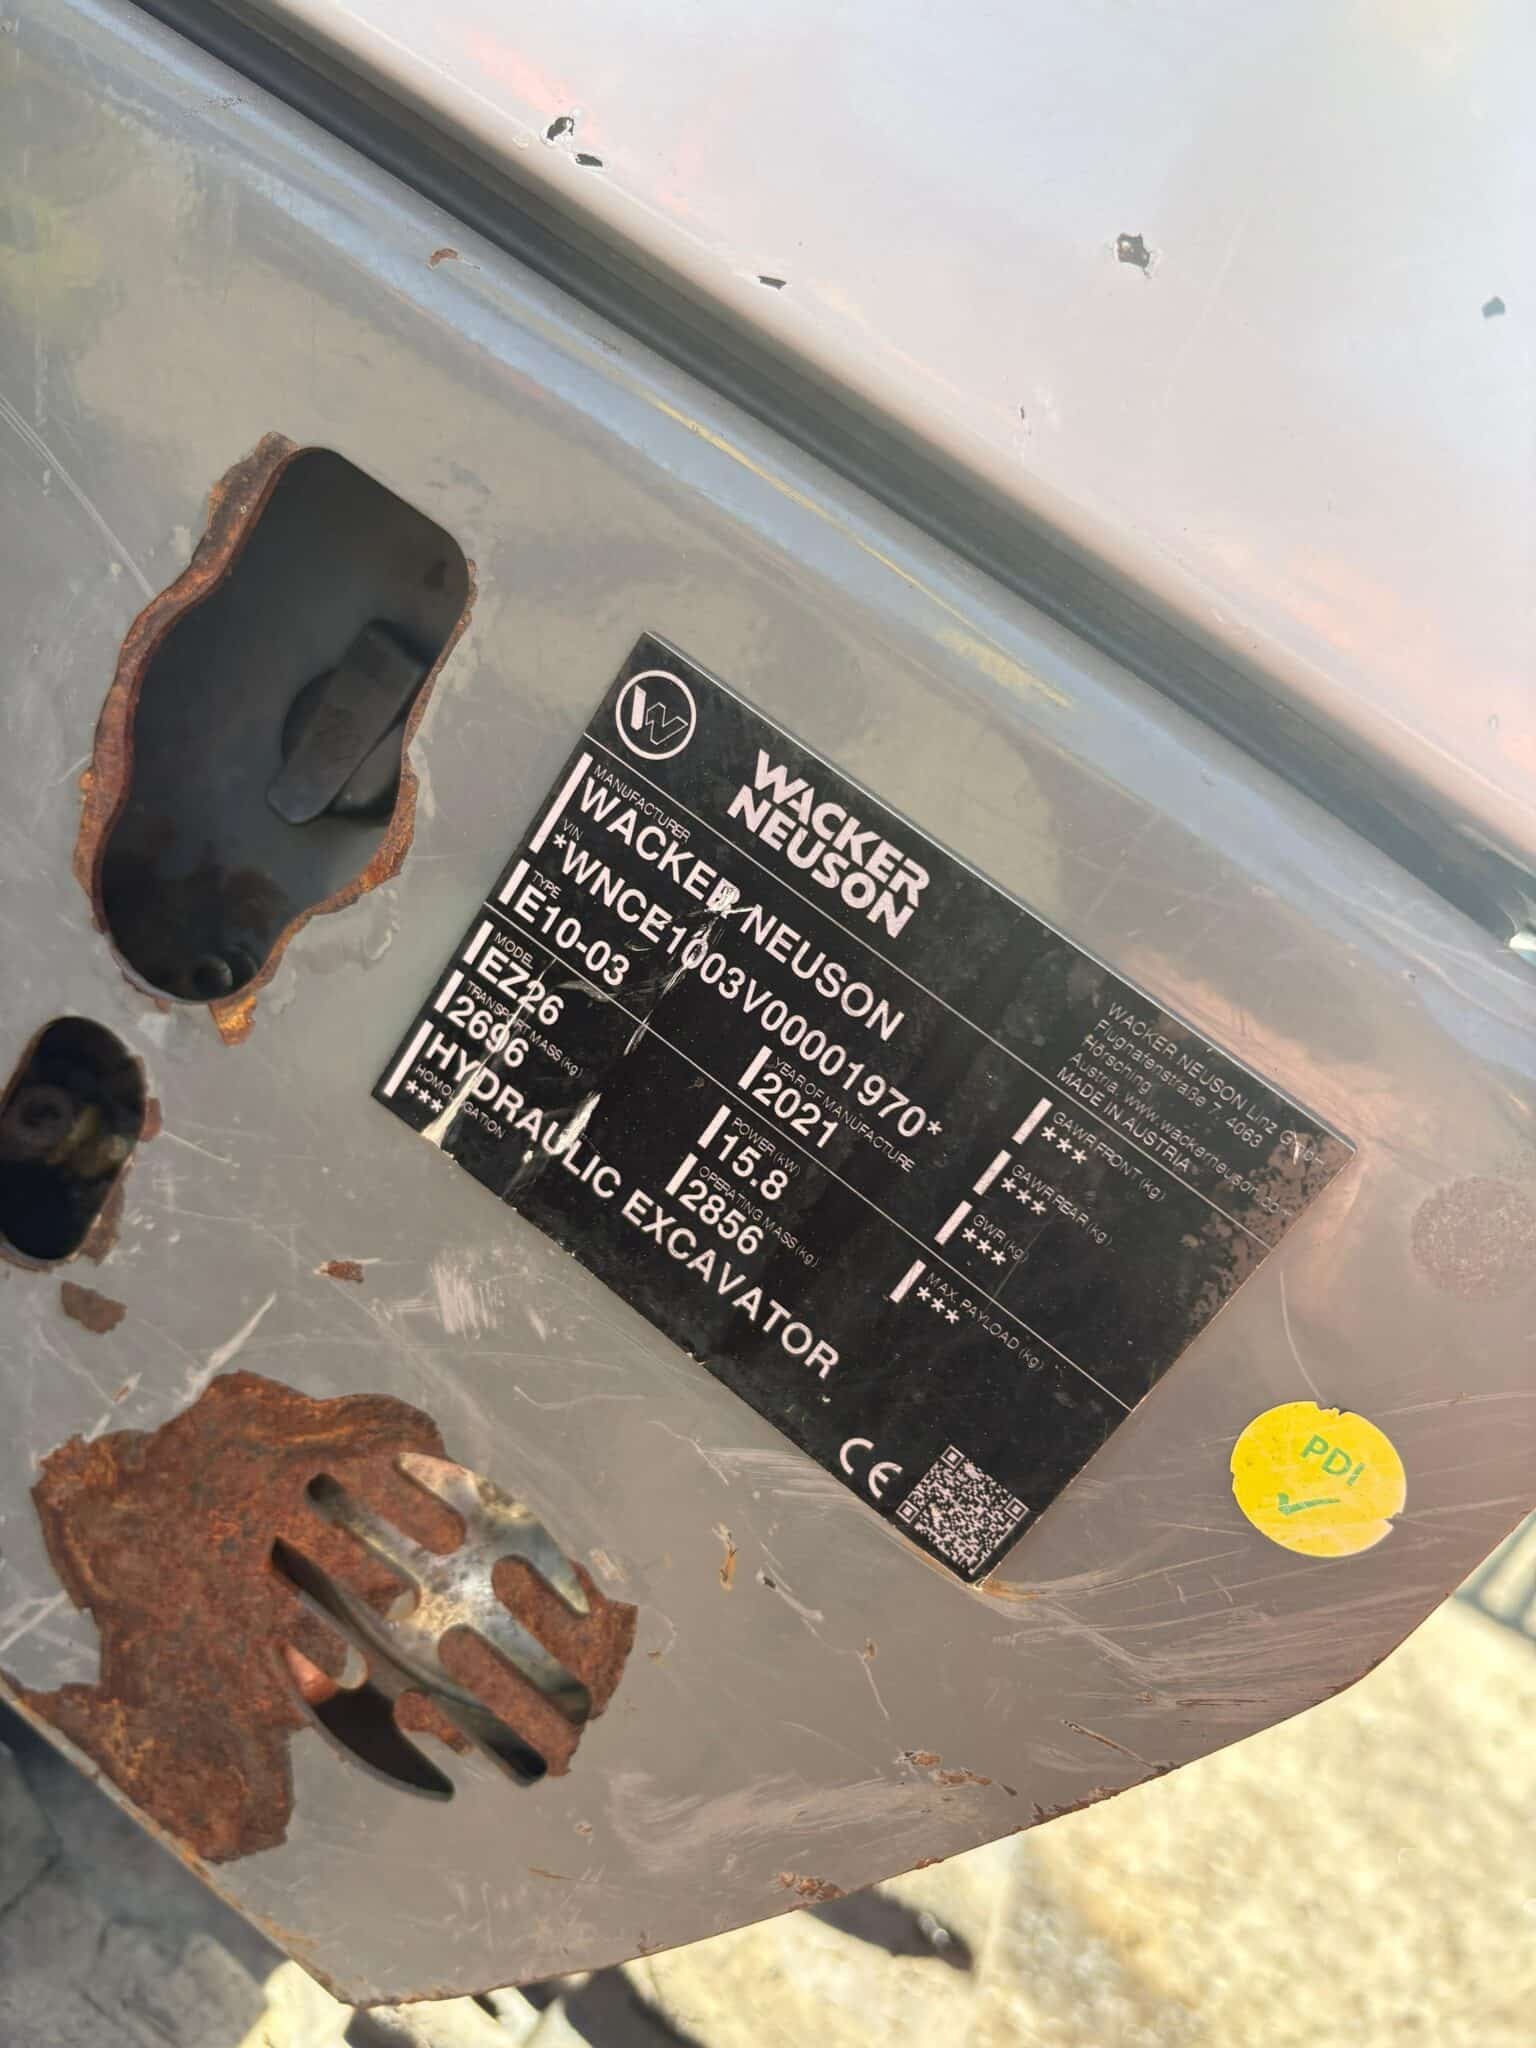 WACKER
NEUSON
WACKER NEUSON Linz GmbH
Flughafenstraße 7, 4063
Hörsching
Austria, www.wackerneuson.com
MADE IN AUSTRIA
MANUFACTURER
WACKER NEUSON
VIN
*WNCE1003V00001970*
TYPE
E10-03
YEAR OF MANUFACTURE
2021
GAWR FRONT (kg)
***
MODEL
EZ26
POWER (kW)
15.8
GAWR REAR (kg)
***
TRANSPORT MASS (kg)
2696
OPERATING MASS (kg)
2856
GWR (kg)
***
MAX. PAYLOAD (kg)
***
HYDRAULIC EXCAVATOR
HOMOLOGATION
***
CE
PDI